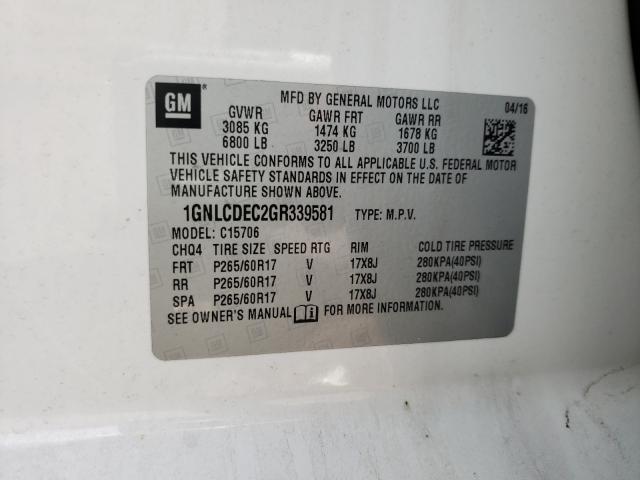 GM ®
MFD BY GENERAL MOTORS LLC 04/16
GVWR GAWR FRT GAWR RR
3085 KG 1474 KG 1678 KG
6800 LB 3250 LB 3700 LB
THIS VEHICLE CONFORMS TO ALL APPLICABLE U.S. FEDERAL MOTOR
VEHICLE SAFETY STANDARDS IN EFFECT ON THE DATE OF
MANUFACTURE SHOWN ABOVE.
1GNLCDEC2GR339581 TYPE: M.P.V.
MODEL: C15706
CHQ4 TIRE SIZE SPEED RTG RIM COLD TIRE PRESSURE
FRT P265/60R17 V 17X8J 280KPA(40PSI)
RR P265/60R17 V 17X8J 280KPA(40PSI)
SPA P265/60R17 V 17X8J 280KPA(40PSI)
SEE OWNER'S MANUAL FOR MORE INFORMATION.